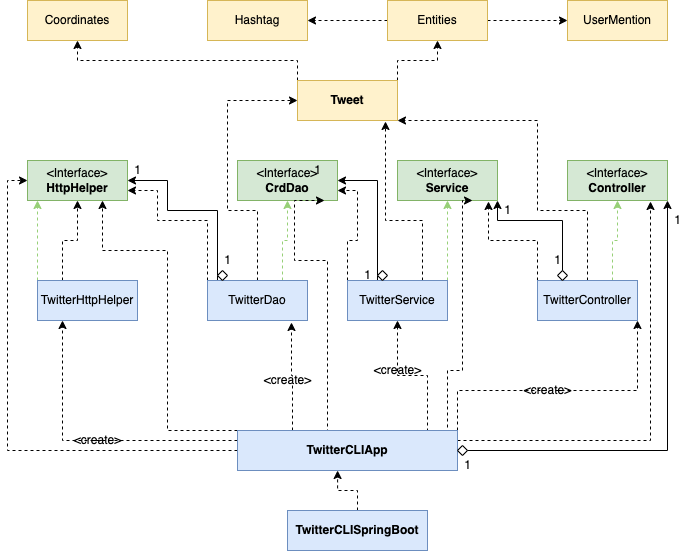 Coordinates
Hashtag
Entities
UserMention
Tweet
<Interface>
HttpHelper
1
<Interface>
CrdDao
1
<Interface>
Service
1
<Interface>
Controller
1
1
1
1
TwitterHttpHelper
TwitterDao
TwitterService
TwitterController
<create>
<create>
<create>
<create>
TwitterCLIApp
1
TwitterCLISpringBoot